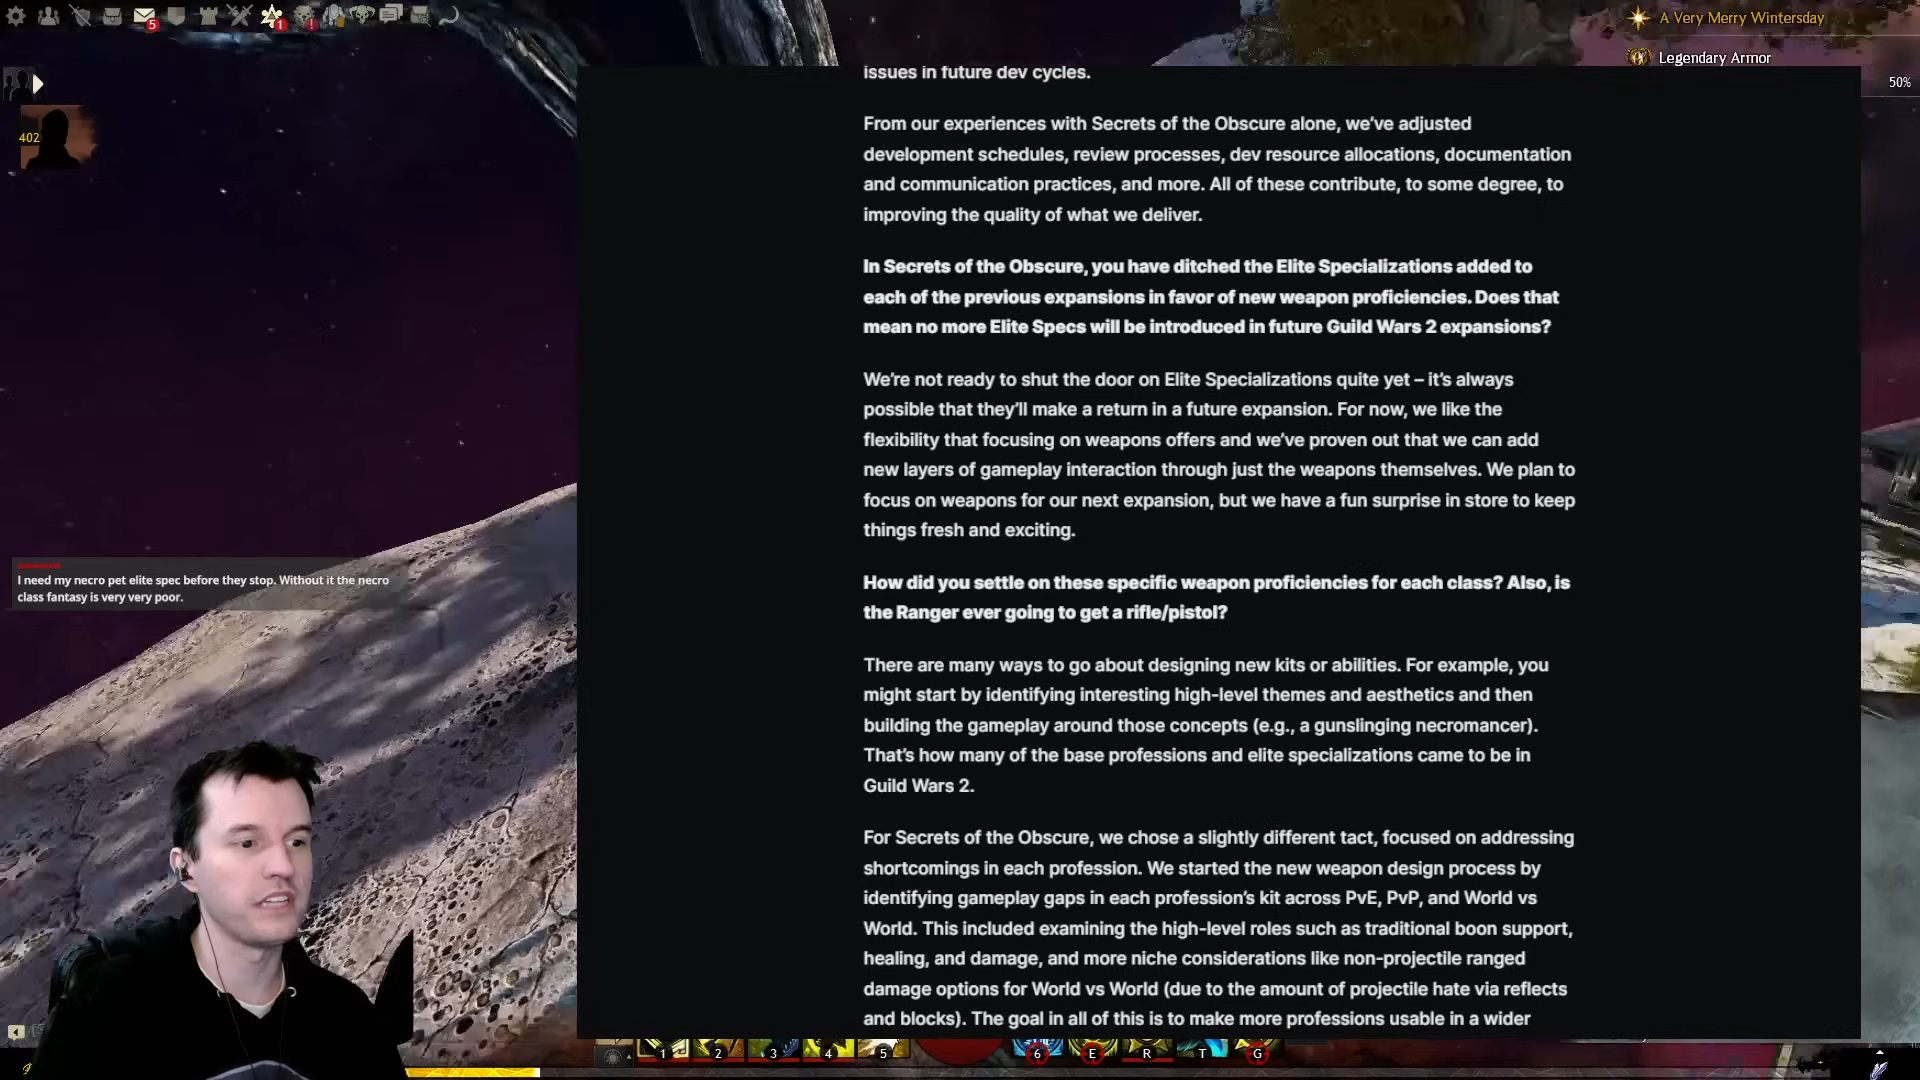 5
1
A Very Merry Wintersday
Legendary Armor
50%
402
issues in future dev cycles.
From our experiences with Secrets of the Obscure alone, we've adjusted
development schedules, review processes, dev resource allocations, documentation
and communication practices, and more. All of these contribute, to some degree, to
improving the quality of what we deliver.
In Secrets of the Obscure, you have ditched the Elite Specializations added to
each of the previous expansions in favor of new weapon proficiencies. Does that
mean no more Elite Specs will be introduced in future Guild Wars 2 expansions?
We're not ready to shut the door on Elite Specializations quite yet – it's always
possible that they'll make a return in a future expansion. For now, we like the
flexibility that focusing on weapons offers and we've proven out that we can add
new layers of gameplay interaction through just the weapons themselves. We plan to
focus on weapons for our next expansion, but we have a fun surprise in store to keep
things fresh and exciting.
I need my necro pet elite spec before they stop. Without it the necro
class fantasy is very very poor.
How did you settle on these specific weapon proficiencies for each class? Also, is
the Ranger ever going to get a rifle/pistol?
There are many ways to go about designing new kits or abilities. For example, you
might start by identifying interesting high-level themes and aesthetics and then
building the gameplay around those concepts (e.g., a gunslinging necromancer).
That's how many of the base professions and elite specializations came to be in
Guild Wars 2.
For Secrets of the Obscure, we chose a slightly different tact, focused on addressing
shortcomings in each profession. We started the new weapon design process by
identifying gameplay gaps in each profession's kit across PvE, PvP, and World vs
World. This included examining the high-level roles such as traditional boon support,
healing, and damage, and more niche considerations like non-projectile ranged
damage options for World vs World (due to the amount of projectile hate via reflects
and blocks). The goal in all of this is to make more professions usable in a wider
1 2 3 4 5 6 E R T G